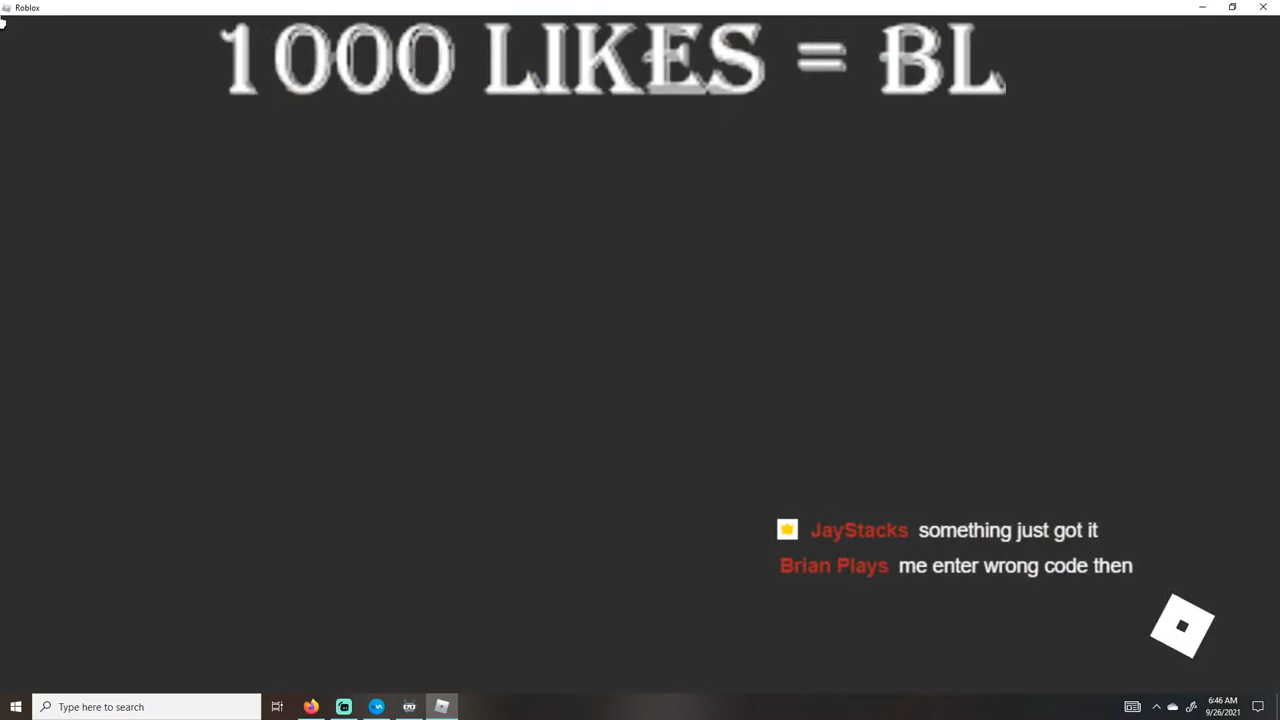 Roblox
1000 LIKES = BL
JayStacks something just got it
Brian Plays me enter wrong code then
Type here to search
6:46 AM
9/26/2021